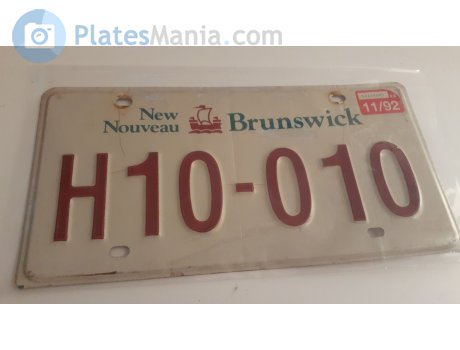 PlatesMania.com
11/92
New
Nouveau Brunswick
H10-010